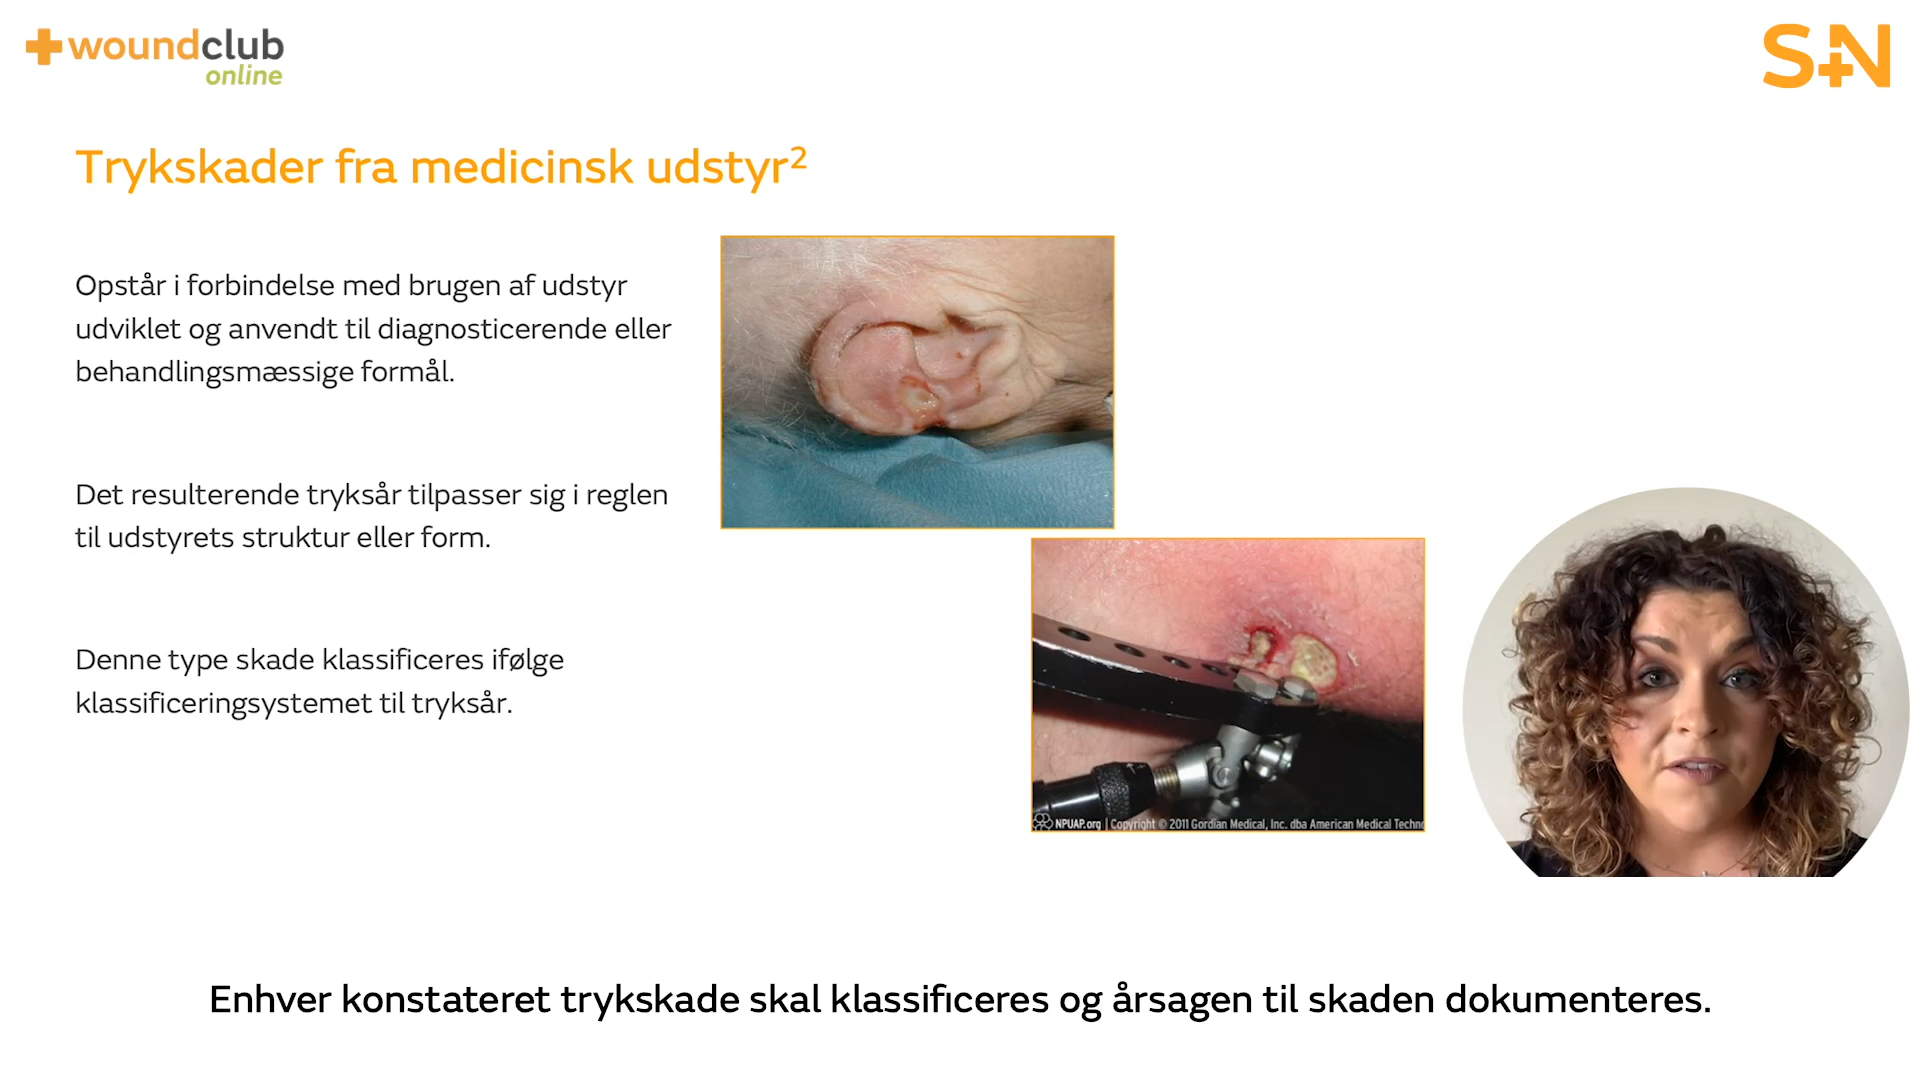 woundclub
online
S+N
Trykskader fra medicinsk udstyr²
Opstår i forbindelse med brugen af udstyr
udviklet og anvendt til diagnosticerende eller
behandlingsmæssige formål.
Det resulterende tryksår tilpasser sig i reglen
til udstyrets struktur eller form.
Denne type skade klassificeres ifølge
klassificeringsystemet til tryksår.
NPUAP.org | Copyright © 2011 Gordian Medical, Inc. dba American Medical Techno
Enhver konstateret trykskade skal klassificeres og årsagen til skaden dokumenteres.